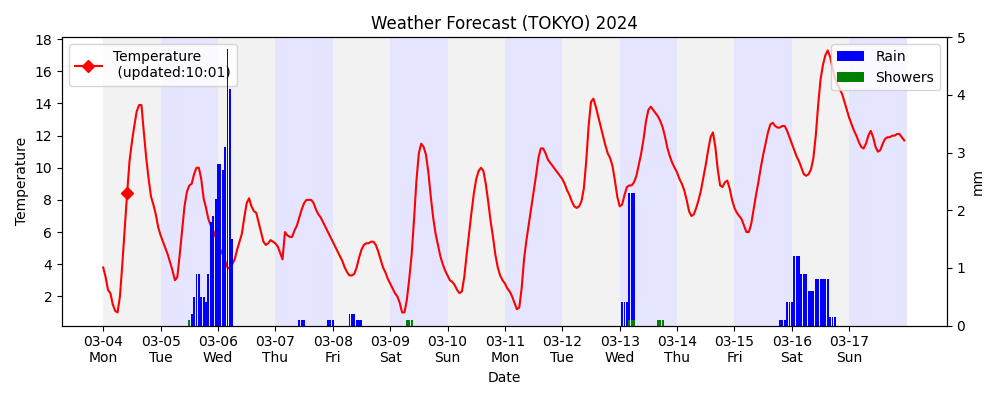 Weather Forecast (TOKYO) 2024
Temperature
(updated:10:01)
Rain
Showers
18
16
14
12
10
8
6
4
2
Temperature
5
4
3
2
1
0
mm
03-04 03-05 03-06 03-07 03-08 03-09 03-10 03-11 03-12 03-13 03-14 03-15 03-16 03-17
Mon Tue Wed Thu Fri Sat Sun Mon Tue Wed Thu Fri Sat Sun
Date